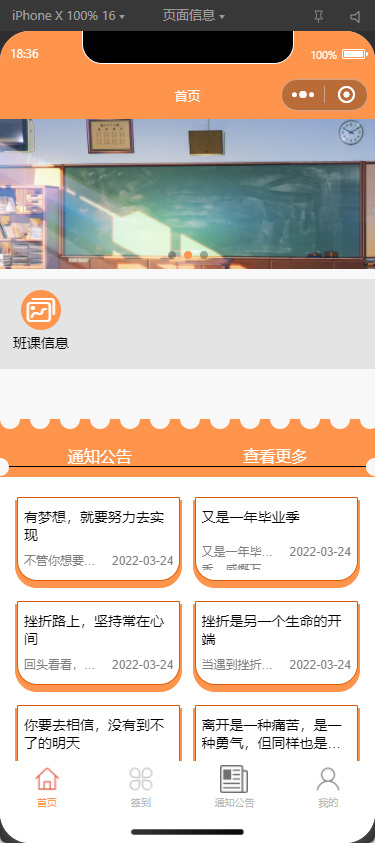 iPhone X 100% 16 页面信息
18:36 100%
首页
班课信息
通知公告 查看更多
有梦想，就要努力去实
现
不管你想要... 2022-03-24
又是一年毕业季
又是一年毕... 2022-03-24
挫折路上，坚持常在心
间
回头看看，... 2022-03-24
挫折是另一个生命的开
端
当遇到挫折... 2022-03-24
你要去相信，没有到不
了的明天
离开是一种痛苦，是一
种勇气，但同样也是...
首页 签到 通知公告 我的